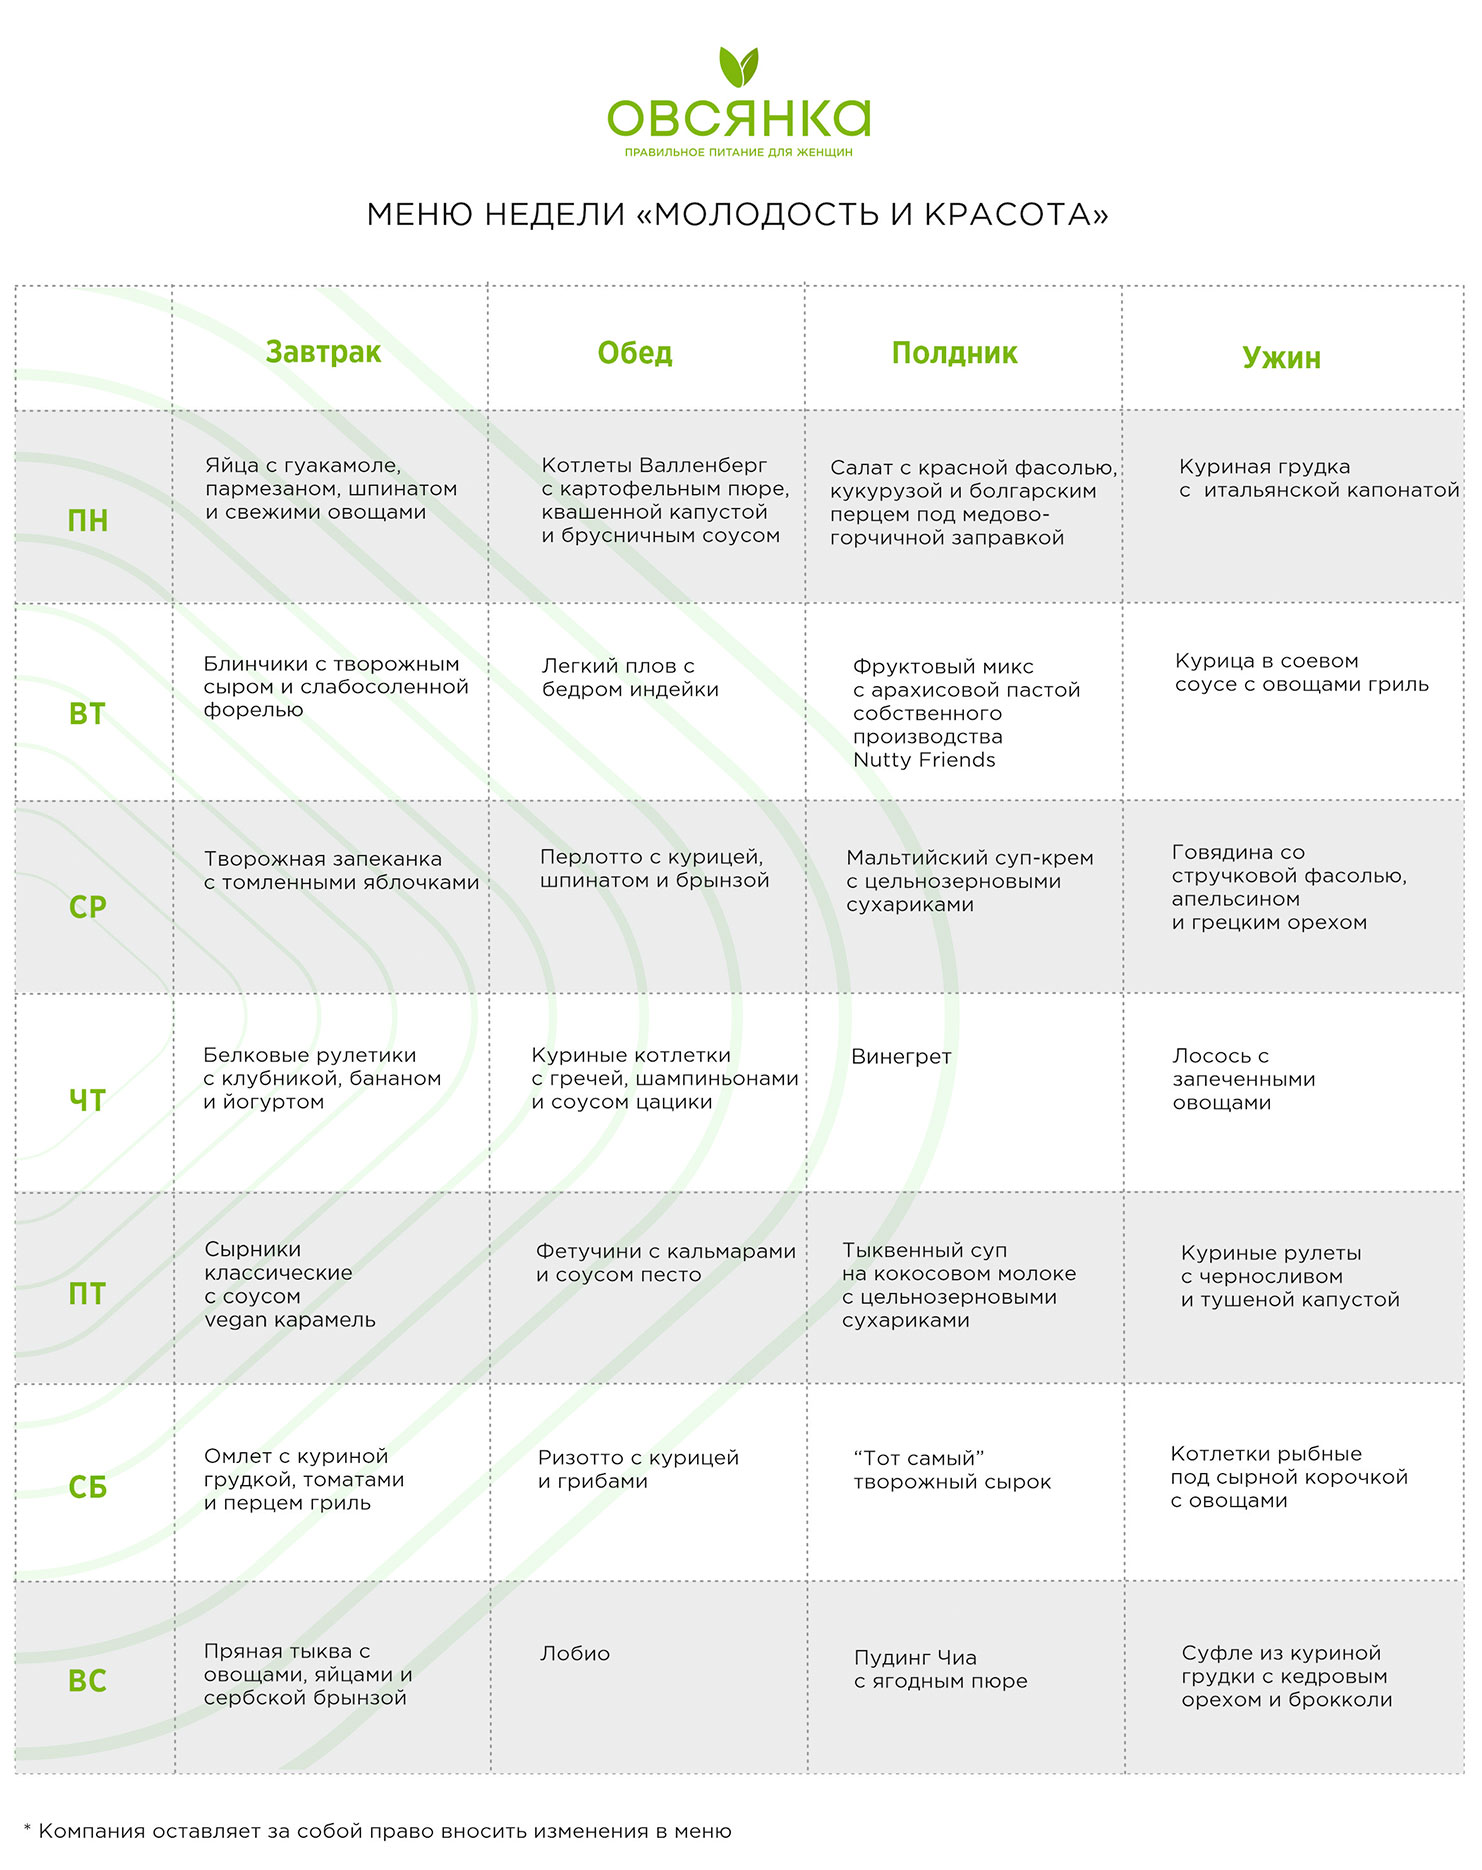 ОВСЯНКА
ПРАВИЛЬНОЕ ПИТАНИЕ ДЛЯ ЖЕНЩИН
МЕНЮ НЕДЕЛИ «МОЛОДОСТЬ И КРАСОТА»
Завтрак
Обед
Полдник
Ужин
ПН
Яйца с гуакамоле,
пармезаном, шпинатом
и свежими овощами
Котлеты Валленберг
с картофельным пюре,
квашенной капустой
и брусничным соусом
Салат с красной фасолью,
кукурузой и болгарским
перцем под медово-
горчичной заправкой
Куриная грудка
с  итальянской капонатой
ВТ
Блинчики с творожным
сыром и слабосоленной
форелью
Легкий плов с
бедром индейки
Фруктовый микс
с арахисовой пастой
собственного
производства
Nutty Friends
Курица в соевом
соусе с овощами гриль
СР
Творожная запеканка
с томленными яблочками
Перлотто с курицей,
шпинатом и брынзой
Мальтийский суп-крем
с цельнозерновыми
сухариками
Говядина со
стручковой фасолью,
апельсином
и грецким орехом
ЧТ
Белковые рулетики
с клубникой, бананом
и йогуртом
Куриные котлетки
с гречей, шампиньонами
и соусом цацики
Винегрет
Лосось с
запеченными
овощами
ПТ
Сырники
классические
с соусом
vegan карамель
Фетучини с кальмарами
и соусом песто
Тыквенный суп
на кокосовом молоке
с цельнозерновыми
сухариками
Куриные рулеты
с черносливом
и тушеной капустой
СБ
Омлет с куриной
грудкой, томатами
и перцем гриль
Ризотто с курицей
и грибами
“Тот самый”
творожный сырок
Котлетки рыбные
под сырной корочкой
с овощами
ВС
Пряная тыква с
овощами, яйцами и
сербской брынзой
Лобио
Пудинг Чиа
с ягодным пюре
Суфле из куриной
грудки с кедровым
орехом и брокколи
* Компания оставляет за собой право вносить изменения в меню